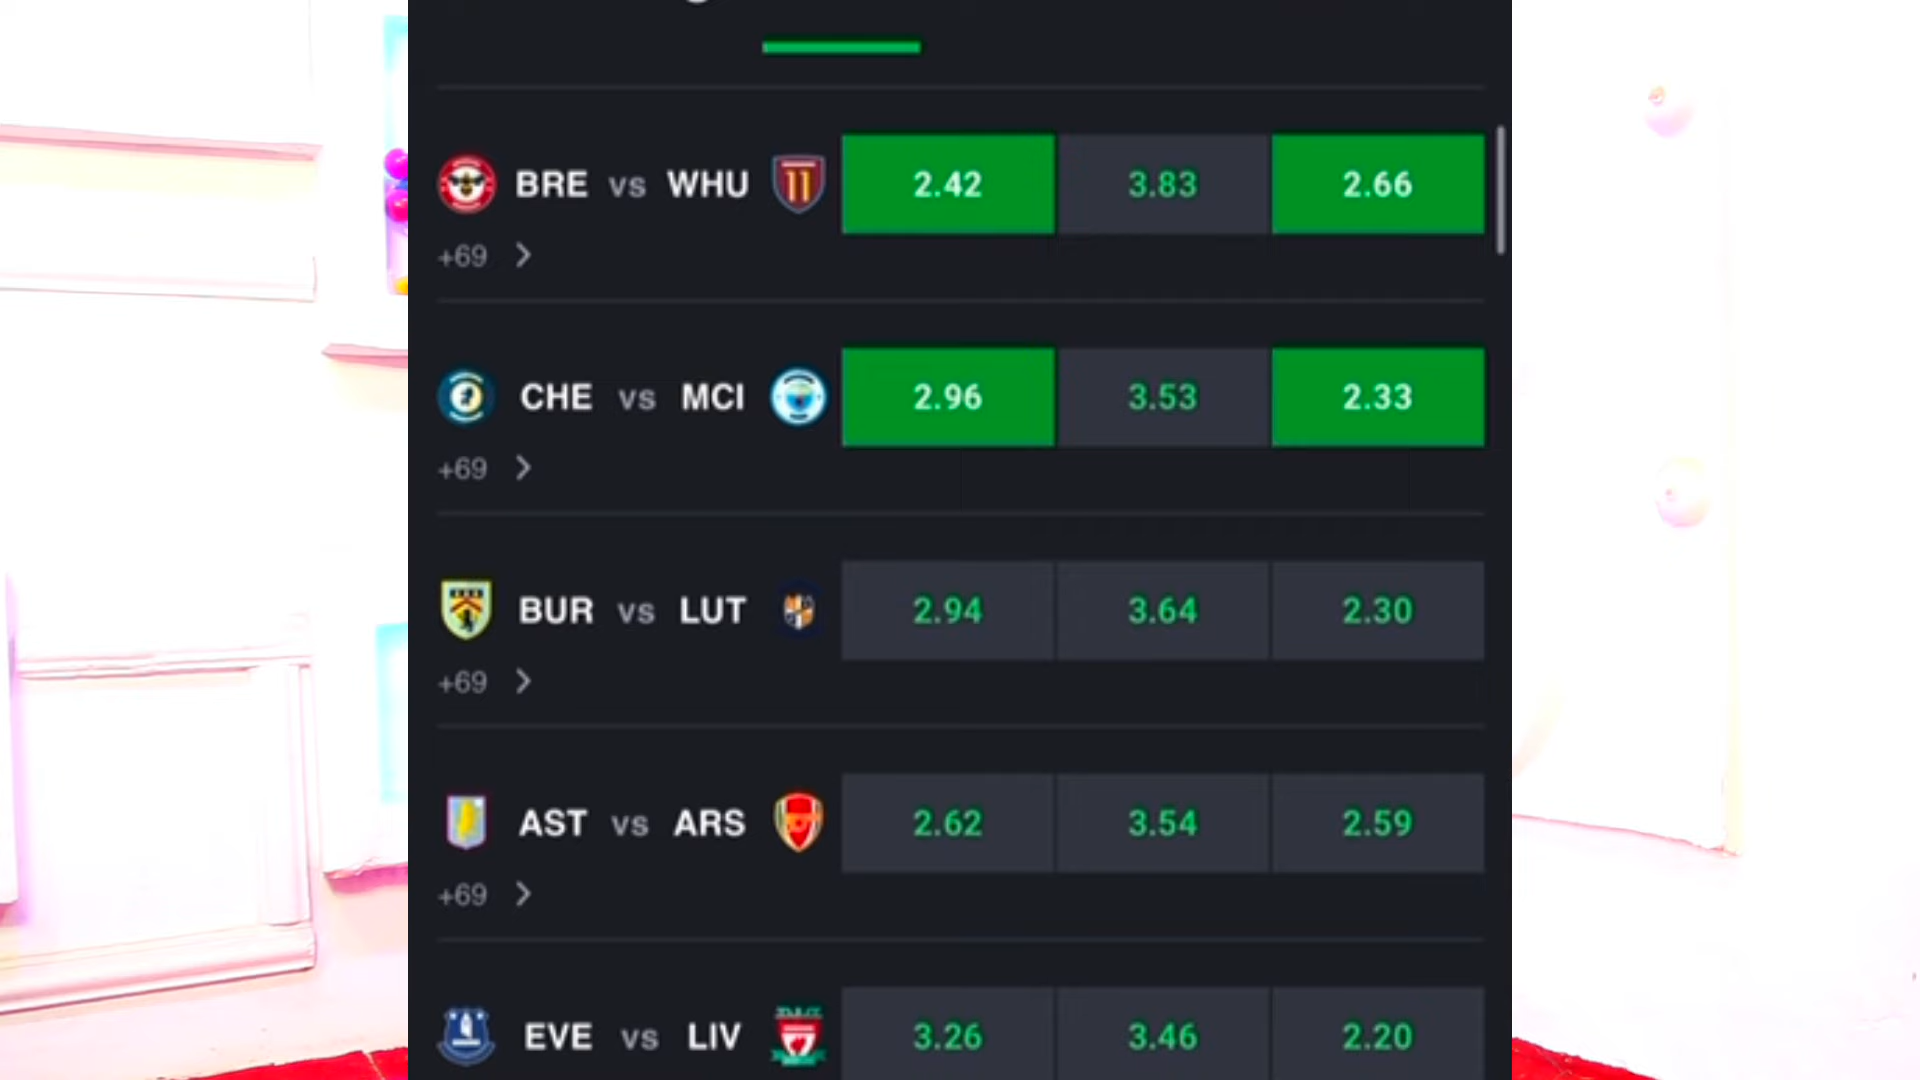 BRE vs WHU 11 2.42 3.83 2.66
+69 >
CHE vs MCI 2.96 3.53 2.33
+69 >
BUR vs LUT 2.94 3.64 2.30
+69 >
AST vs ARS 2.62 3.54 2.59
+69 >
EVE vs LIV 3.26 3.46 2.20